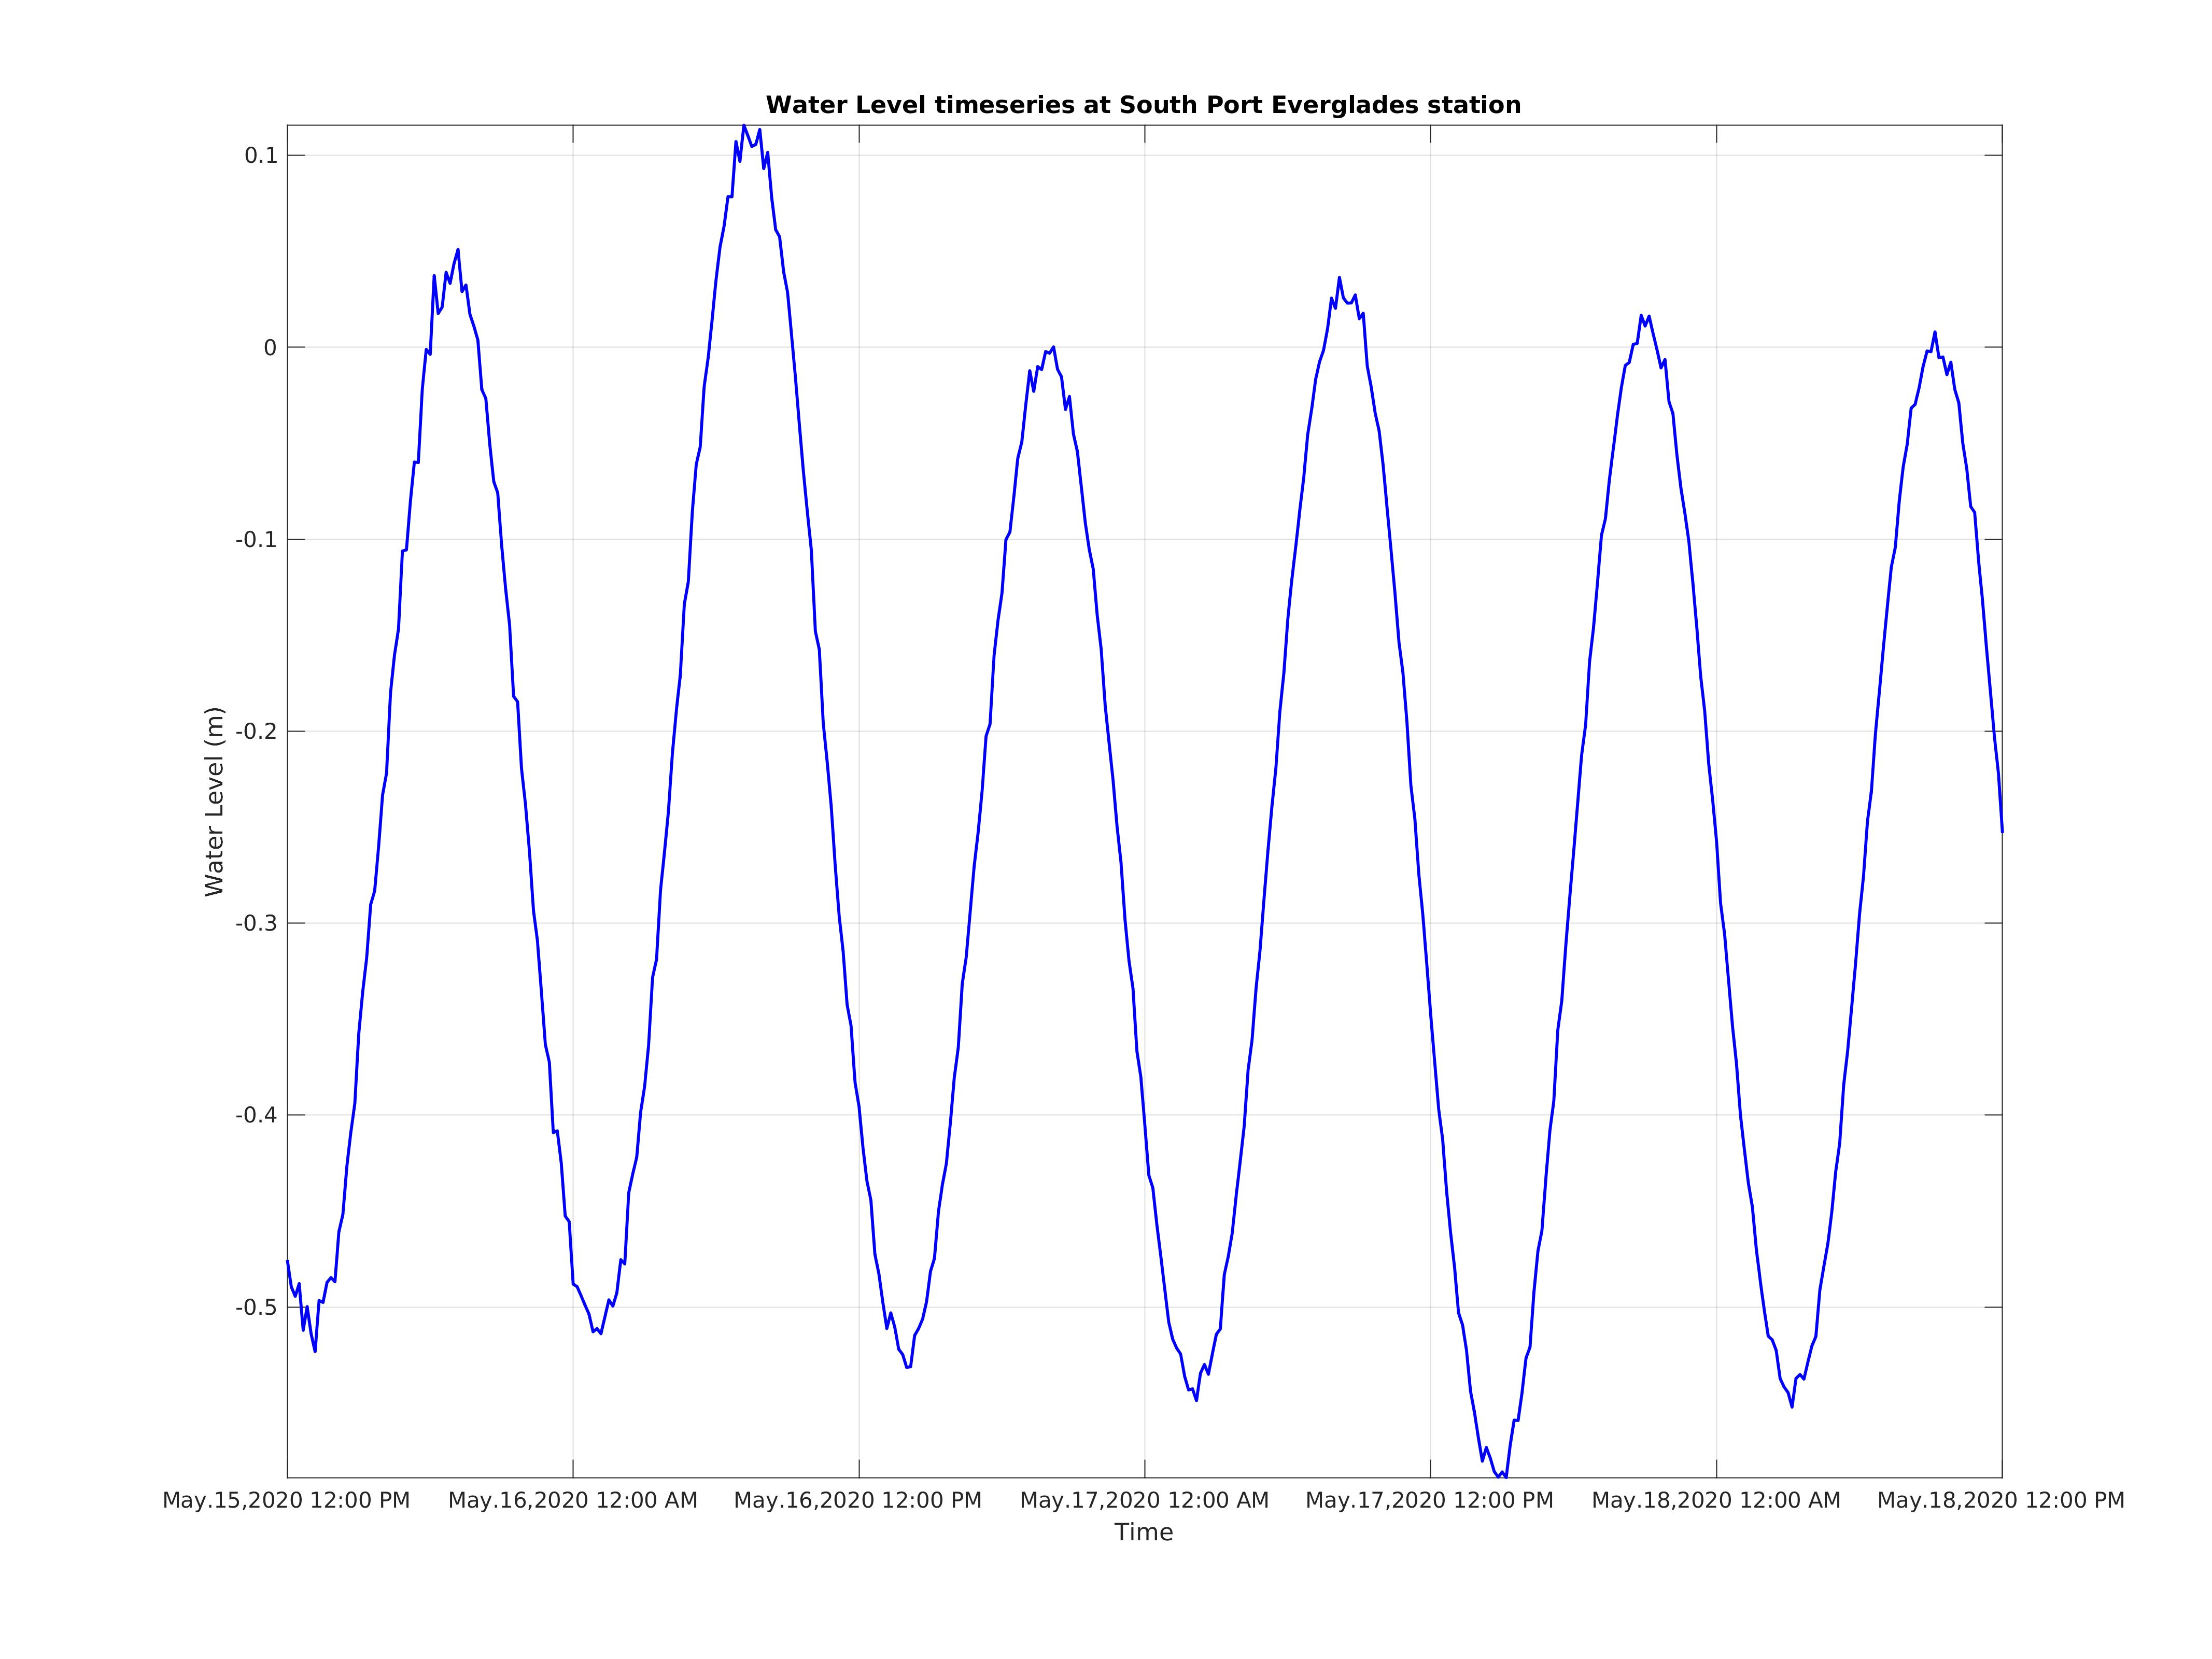 Water Level timeseries at South Port Everglades station
0.1
0
-0.1
-0.2
-0.3
-0.4
-0.5
Water Level (m)
May.15,2020 12:00 PM May.16,2020 12:00 AM May.16,2020 12:00 PM May.17,2020 12:00 AM May.17,2020 12:00 PM May.18,2020 12:00 AM May.18,2020 12:00 PM
Time